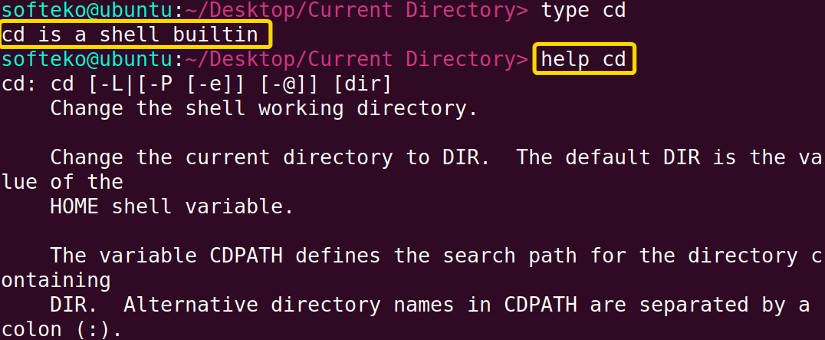 softeko@ubuntu:~/Desktop/Current Directory> type cd
cd is a shell builtin
softeko@ubuntu:~/Desktop/Current Directory> help cd
cd: cd [-L|[-P [-e]] [-@]] [dir]
    Change the shell working directory.

    Change the current directory to DIR.  The default DIR is the va
lue of the
    HOME shell variable.

    The variable CDPATH defines the search path for the directory c
ontaining
    DIR.  Alternative directory names in CDPATH are separated by a
colon (:).